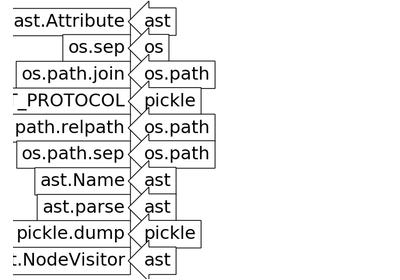 ast.Attribute ast
os.sep os
os.path.join os.path
T_PROTOCOL pickle
path.relpath os.path
os.path.sep os.path
ast.Name ast
ast.parse ast
pickle.dump pickle
t.NodeVisitor ast